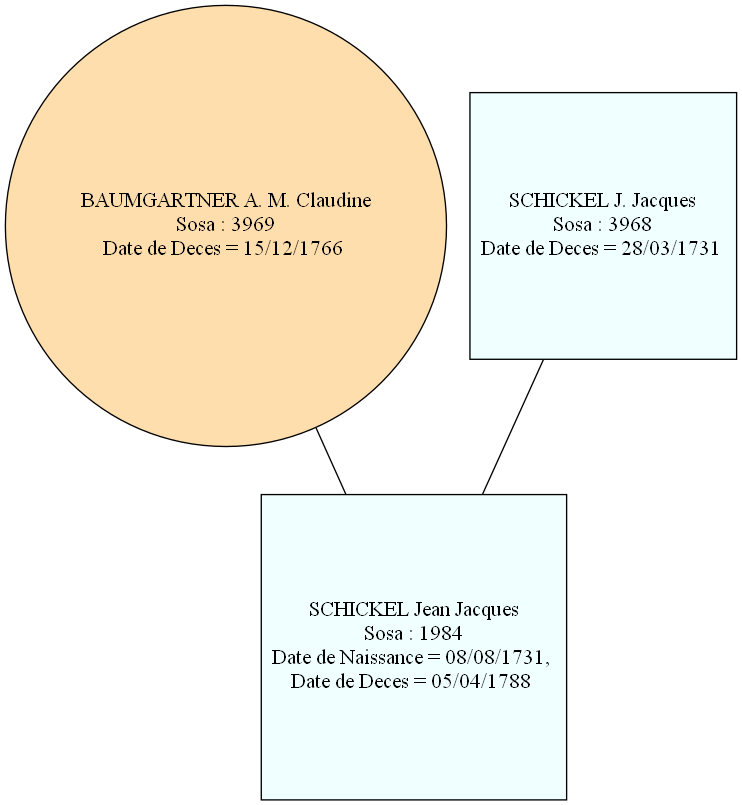 BAUMGARTNER A. M. Claudine
Sosa : 3969
Date de Deces = 15/12/1766
SCHICKEL J. Jacques
Sosa : 3968
Date de Deces = 28/03/1731
SCHICKEL Jean Jacques
Sosa : 1984
Date de Naissance = 08/08/1731,
Date de Deces = 05/04/1788